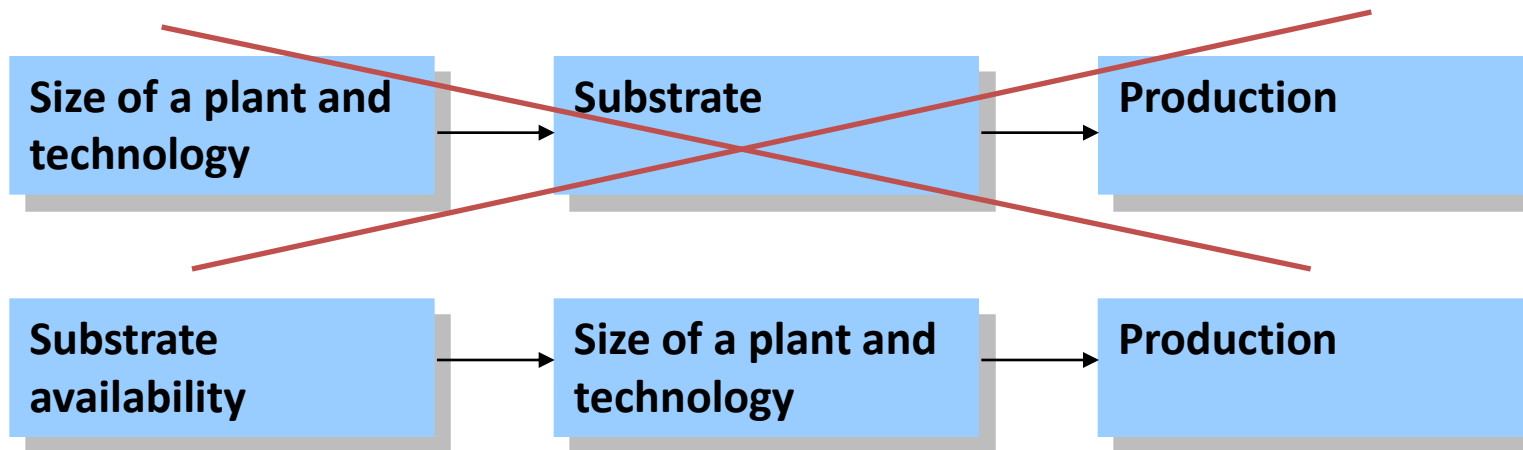 Size of a plant and
technology
Substrate
Production
Substrate
availability
Size of a plant and
technology
Production